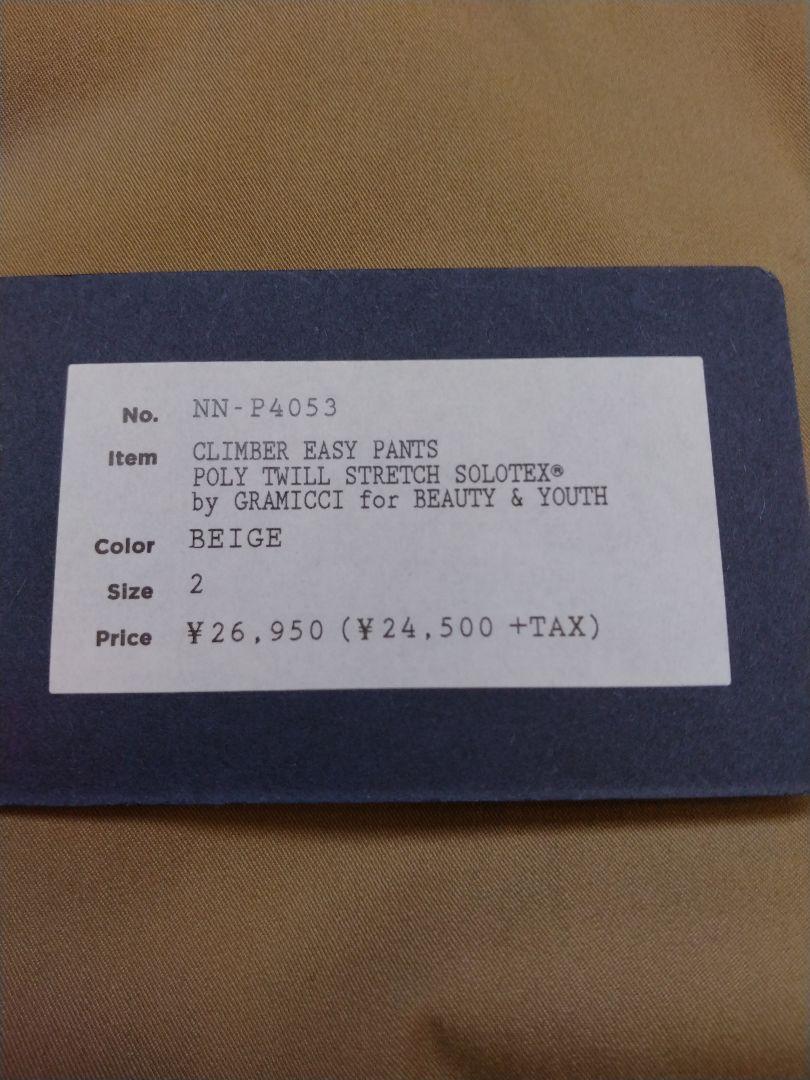 No. NN-P4053
Item CLIMBER EASY PANTS
POLY TWILL STRETCH SOLOTEX®
by GRAMICCI for BEAUTY & YOUTH
Color BEIGE
Size 2
Price ¥26,950 (¥24,500 +TAX)